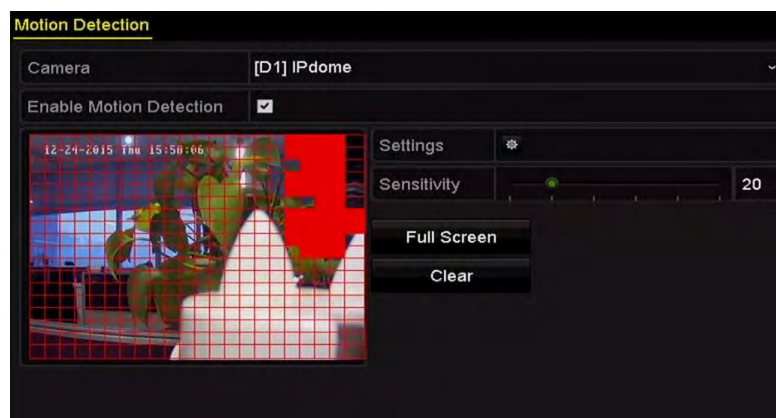 Motion Detection
Camera
[D1] IPdome
Enable Motion Detection
12-24-2015 Thu 15:50:06
Settings
Sensitivity
20
Full Screen
Clear